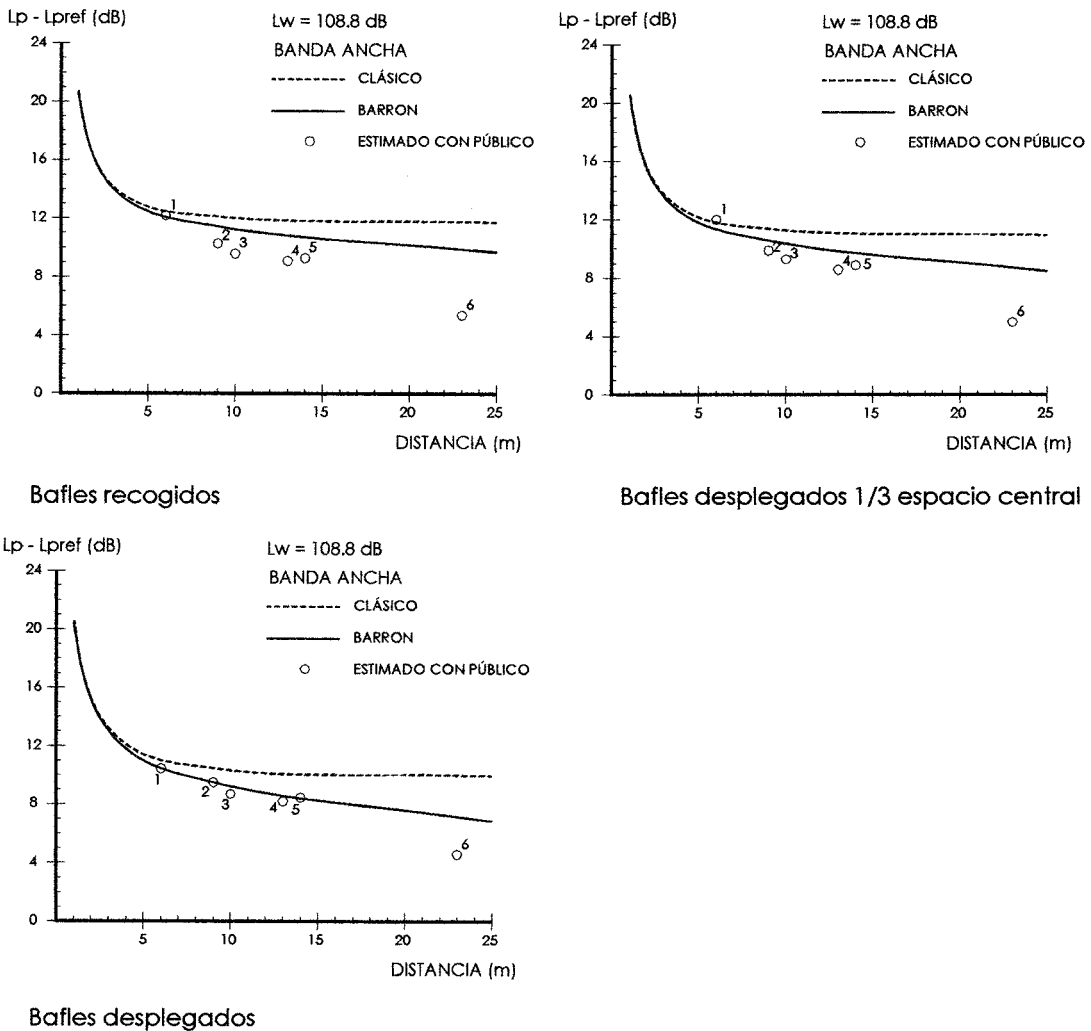 Lp - Lpref (dB)
Lw = 108.8 dB
BANDA ANCHA
CLÁSICO
BARRON
ESTIMADO CON PÚBLICO
24
20
16
12
8
4
0
1
2
3
4
5
6
5
10
15
20
25
DISTANCIA (m)
Bafles recogidos
Lp - Lpref (dB)
Lw = 108.8 dB
BANDA ANCHA
CLÁSICO
BARRON
ESTIMADO CON PÚBLICO
24
20
16
12
8
4
0
1
2
3
4
5
6
5
10
15
20
25
DISTANCIA (m)
Bafles desplegados 1/3 espacio central
Lp - Lpref (dB)
Lw = 108.8 dB
BANDA ANCHA
CLÁSICO
BARRON
ESTIMADO CON PÚBLICO
24
20
16
12
8
4
0
1
2
3
4
5
6
5
10
15
20
25
DISTANCIA (m)
Bafles desplegados